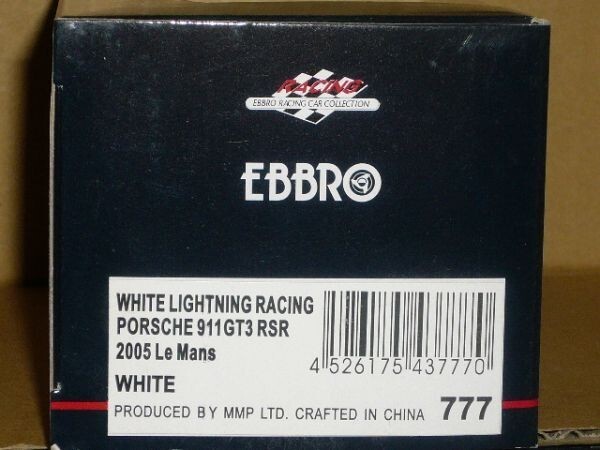 RACING
EBBRO RACING CAR COLLECTION
EBBRO
WHITE LIGHTNING RACING
PORSCHE 911GT3 RSR
2005 Le Mans
WHITE
4 526175 437770
PRODUCED BY MMP LTD. CRAFTED IN CHINA 777